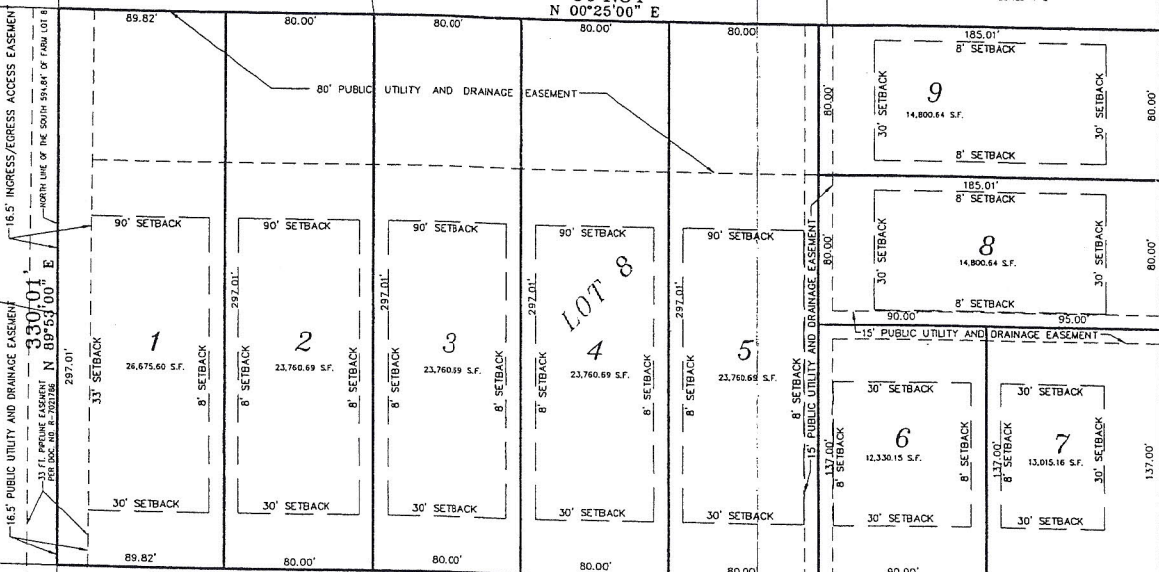 N 00°25'00" E
89.82'
80.00'
80.00'
80.00'
80.00'
80' PUBLIC UTILITY AND DRAINAGE EASEMENT
16.5' INGRESS/EGRESS ACCESS EASEMENT
NORTH LINE OF THE SOUTH 594.84' OF FARM LOT 8
330.01'
N 89°53'00" E
16.5' PUBLIC UTILITY AND DRAINAGE EASEMENT
33 FT. PIPELINE EASEMENT
PER DOC. NO. R-7021786
297.01'
90' SETBACK
33' SETBACK
1
26,675.60 S.F.
8' SETBACK
30' SETBACK
89.82'
90' SETBACK
297.01'
8' SETBACK
2
23,760.69 S.F.
8' SETBACK
30' SETBACK
80.00'
90' SETBACK
297.01'
8' SETBACK
3
23,760.69 S.F.
8' SETBACK
30' SETBACK
80.00'
90' SETBACK
297.01'
LOT 8
8' SETBACK
4
23,760.69 S.F.
8' SETBACK
30' SETBACK
80.00'
90' SETBACK
297.01'
8' SETBACK
5
23,760.69 S.F.
8' SETBACK
30' SETBACK
80.00'
15' PUBLIC UTILITY AND DRAINAGE EASEMENT
185.01'
8' SETBACK
80.00'
30' SETBACK
9
14,800.64 S.F.
30' SETBACK
80.00'
8' SETBACK
185.01'
8' SETBACK
80.00'
30' SETBACK
8
14,800.64 S.F.
30' SETBACK
80.00'
8' SETBACK
90.00'
95.00'
15' PUBLIC UTILITY AND DRAINAGE EASEMENT
30' SETBACK
137.00'
8' SETBACK
6
12,330.15 S.F.
8' SETBACK
30' SETBACK
90.00'
30' SETBACK
137.00'
8' SETBACK
7
13,015.16 S.F.
30' SETBACK
137.00'
30' SETBACK